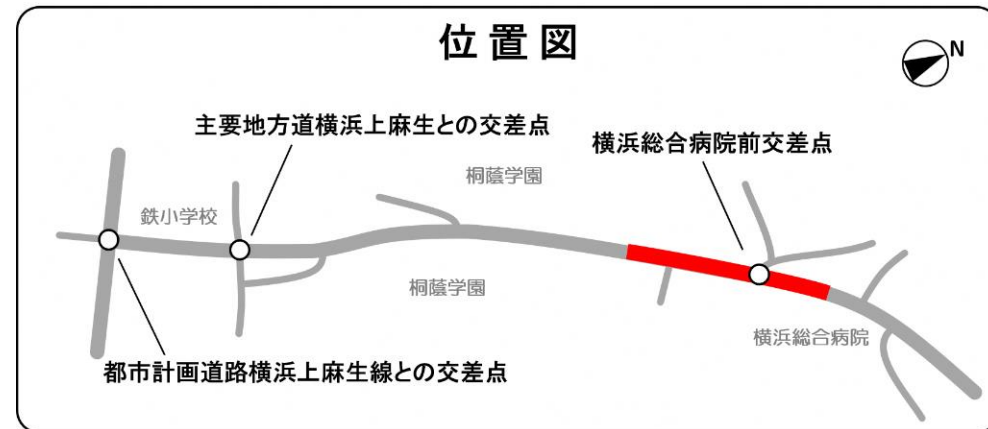 位置図
N
主要地方道横浜上麻生との交差点
横浜総合病院前交差点
桐蔭学園
鉄小学校
桐蔭学園
横浜総合病院
都市計画道路横浜上麻生線との交差点